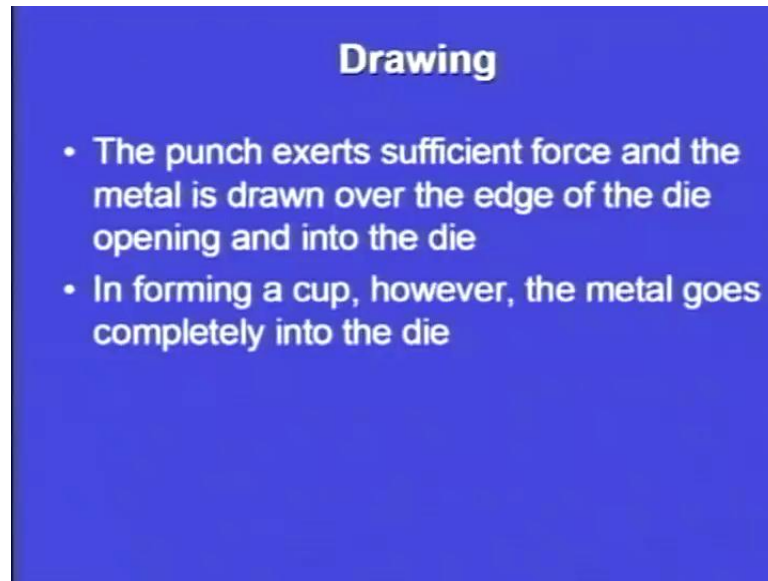 Drawing
• The punch exerts sufficient force and the
metal is drawn over the edge of the die
opening and into the die
• In forming a cup, however, the metal goes
completely into the die